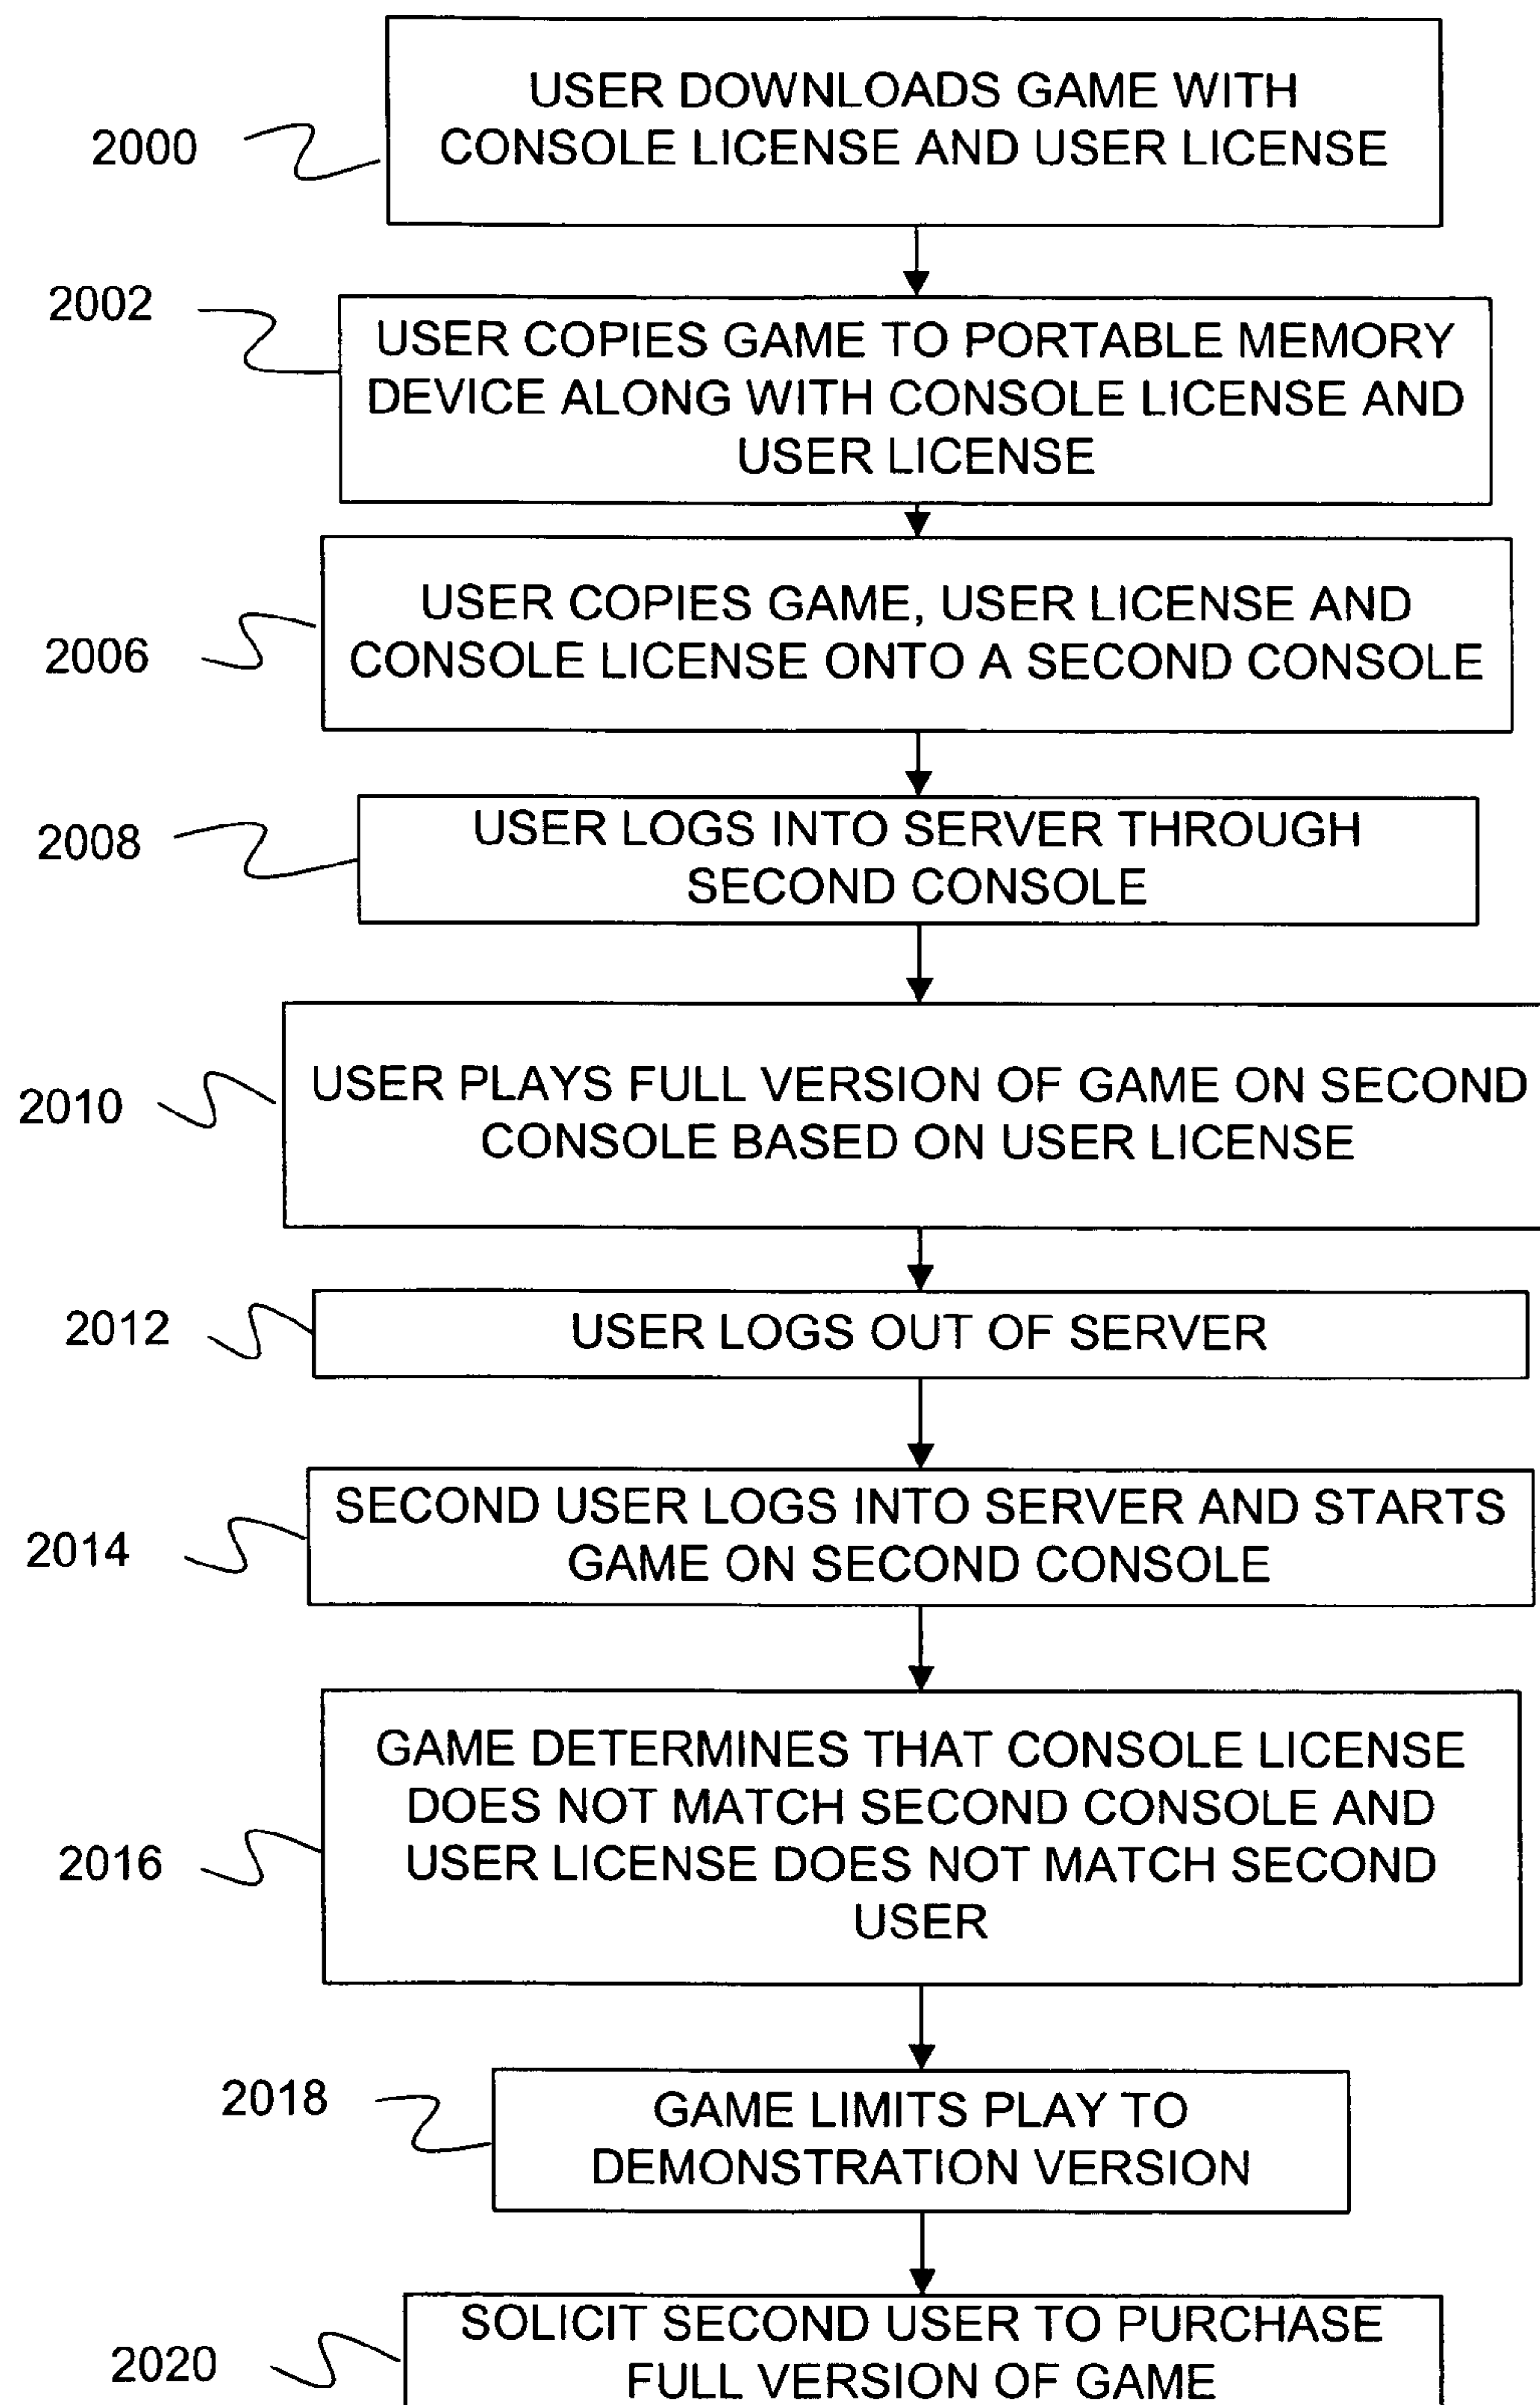 USER DOWNLOADS GAME WITH
CONSOLE LICENSE AND USER LICENSE
2000
2002
USER COPIES GAME TO PORTABLE MEMORY
DEVICE ALONG WITH CONSOLE LICENSE AND
USER LICENSE
USER COPIES GAME, USER LICENSE AND
CONSOLE LICENSE ONTO A SECOND CONSOLE
2006
2008
USER LOGS INTO SERVER THROUGH
SECOND CONSOLE
USER PLAYS FULL VERSION OF GAME ON SECOND
CONSOLE BASED ON USER LICENSE
2010
2012
USER LOGS OUT OF SERVER
SECOND USER LOGS INTO SERVER AND STARTS
GAME ON SECOND CONSOLE
2014
GAME DETERMINES THAT CONSOLE LICENSE
DOES NOT MATCH SECOND CONSOLE AND
USER LICENSE DOES NOT MATCH SECOND
USER
2016
2018
GAME LIMITS PLAY TO
DEMONSTRATION VERSION
SOLICIT SECOND USER TO PURCHASE
FULL VERSION OF GAME
2020